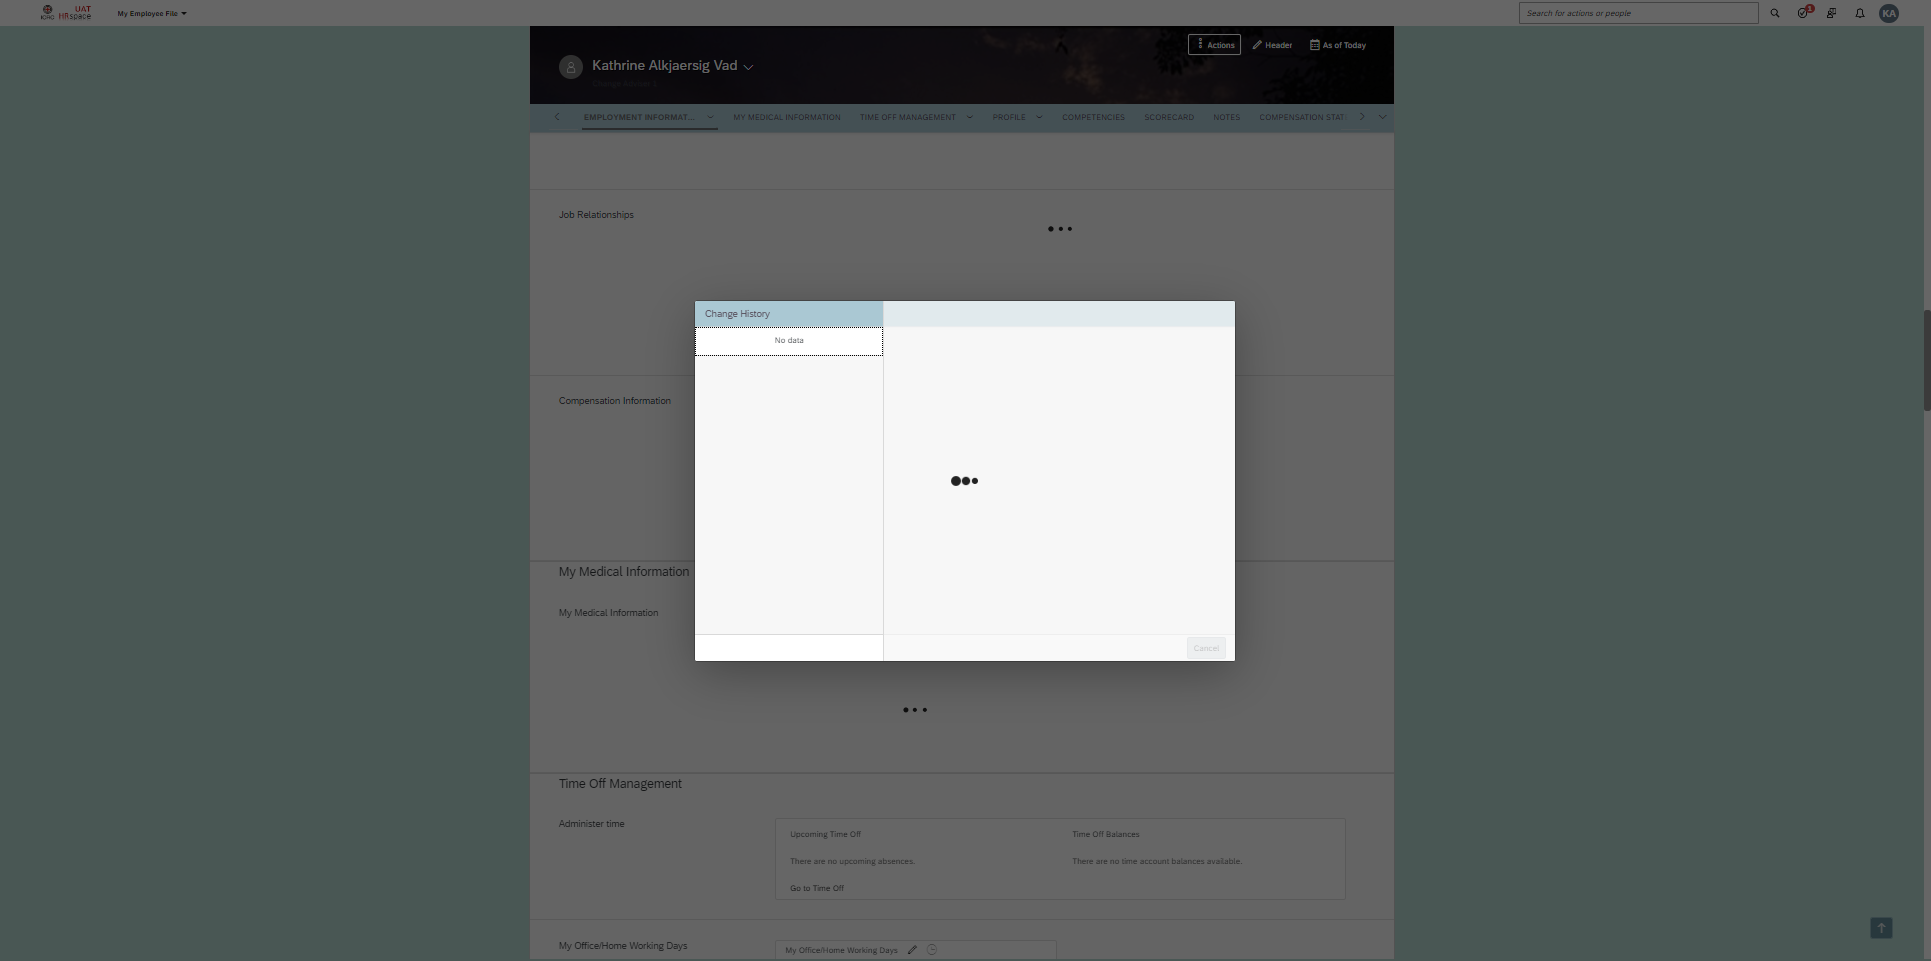 UAT
ICRC HRspace
My Employee File
Search for actions or people
1
KA
Actions
Header
As of Today
Kathrine Alkjaersig Vad
EMPLOYMENT INFORMAT...
MY MEDICAL INFORMATION
TIME OFF MANAGEMENT
PROFILE
COMPETENCIES
SCORECARD
NOTES
COMPENSATION STAT
Job Relationships
Change History
No data
Compensation Information
My Medical Information
My Medical Information
Cancel
Time Off Management
Administer time
Upcoming Time Off
Time Off Balances
There are no upcoming absences.
There are no time account balances available.
Go to Time Off
My Office/Home Working Days
My Office/Home Working Days